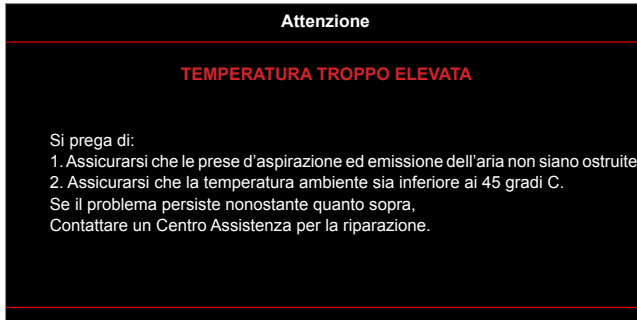 Attenzione
TEMPERATURA TROPPO ELEVATA
Si prega di:
1. Assicurarsi che le prese d'aspirazione ed emissione dell'aria non siano ostruite
2. Assicurarsi che la temperatura ambiente sia inferiore ai 45 gradi C.
Se il problema persiste nonostante quanto sopra,
Contattare un Centro Assistenza per la riparazione.